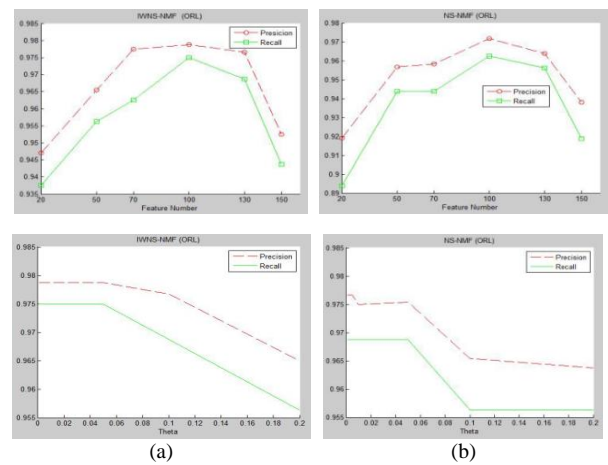 IWNS-NMF (ORL)
0.985
0.98
0.975
0.97
0.965
0.96
0.955
0.95
0.945
0.94
0.935
Presicion
Recall
20 50 70 100 130 150
Feature Number
NS-NMF (ORL)
0.98
0.97
0.96
0.95
0.94
0.93
0.92
0.91
0.9
0.89
Precision
Recall
20 50 70 100 130 150
Feature Number
IWNS-NMF (ORL)
0.985
0.98
0.975
0.97
0.965
0.96
0.955
Precision
Recall
0 0.02 0.04 0.06 0.08 0.1 0.12 0.14 0.16 0.18 0.2
Theta
(a)
NS-NMF (ORL)
0.985
0.98
0.975
0.97
0.965
0.96
0.955
Precision
Recall
0 0.02 0.04 0.06 0.08 0.1 0.12 0.14 0.16 0.18 0.2
Theta
(b)